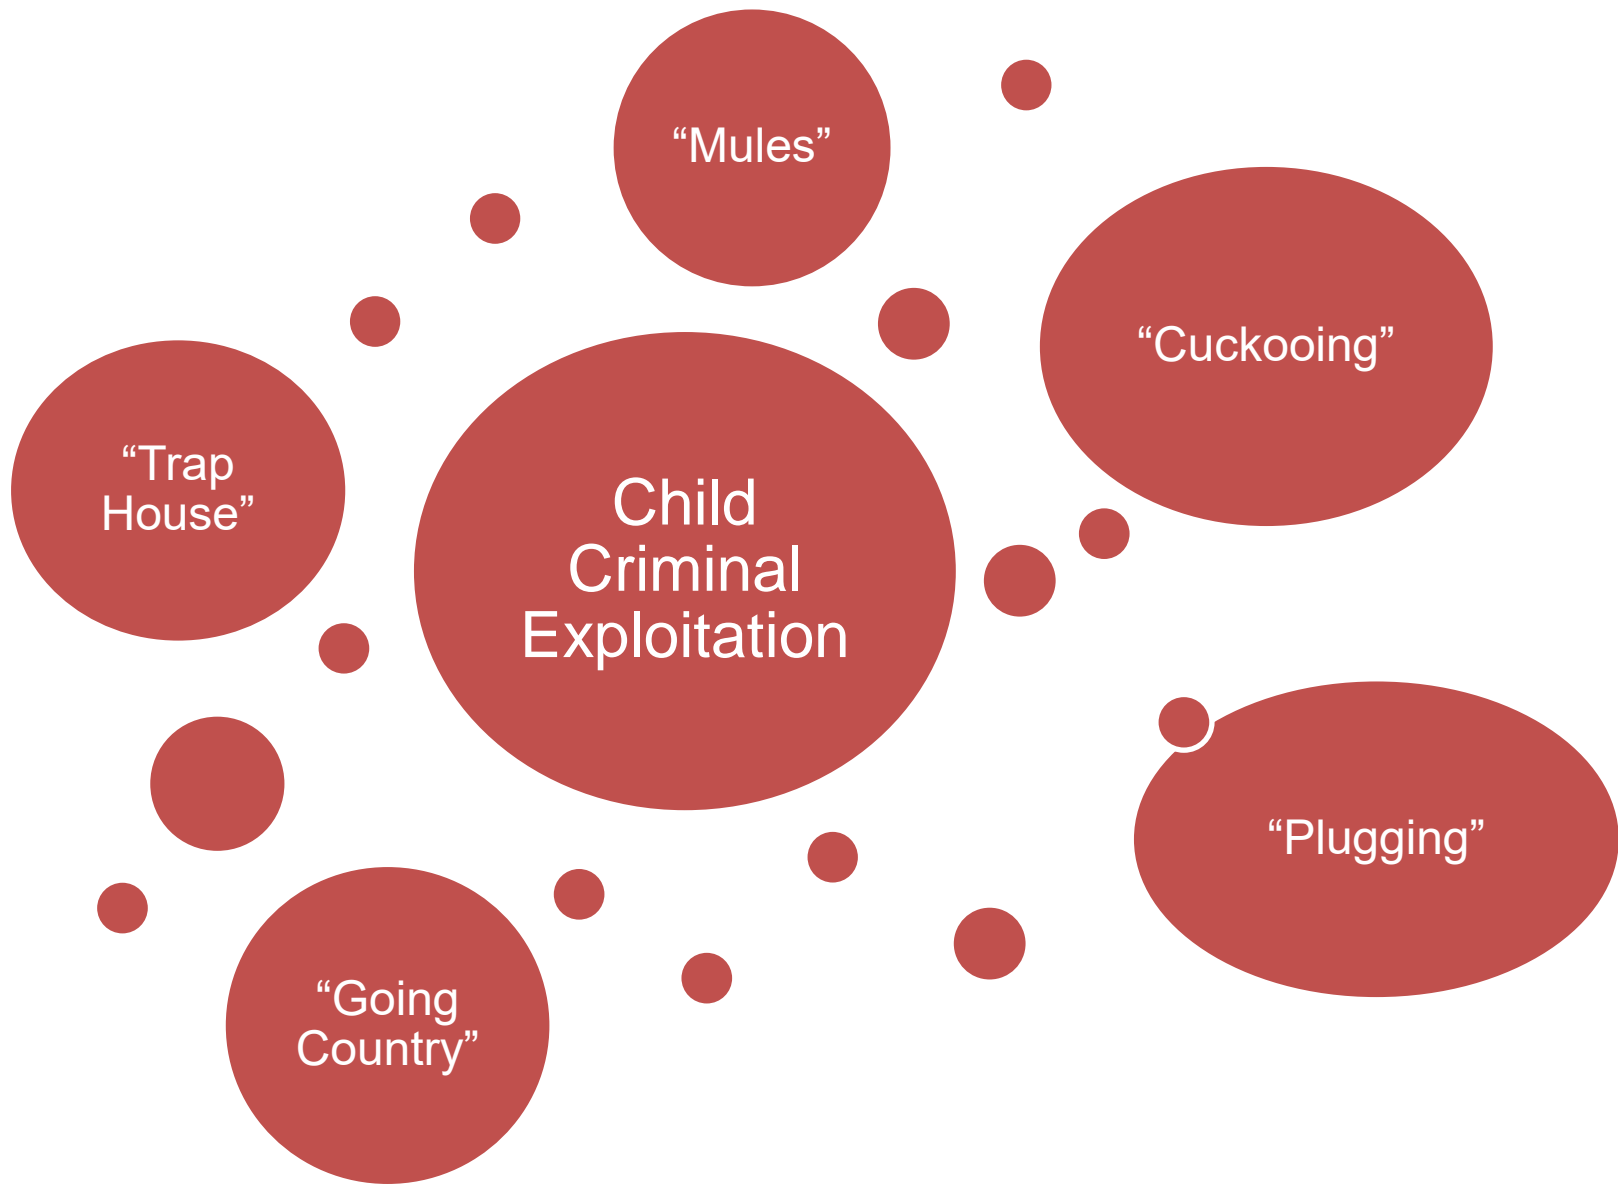 “Mules”
“Cuckooing”
“Trap
House”
Child
Criminal
Exploitation
“Plugging”
“Going
Country”